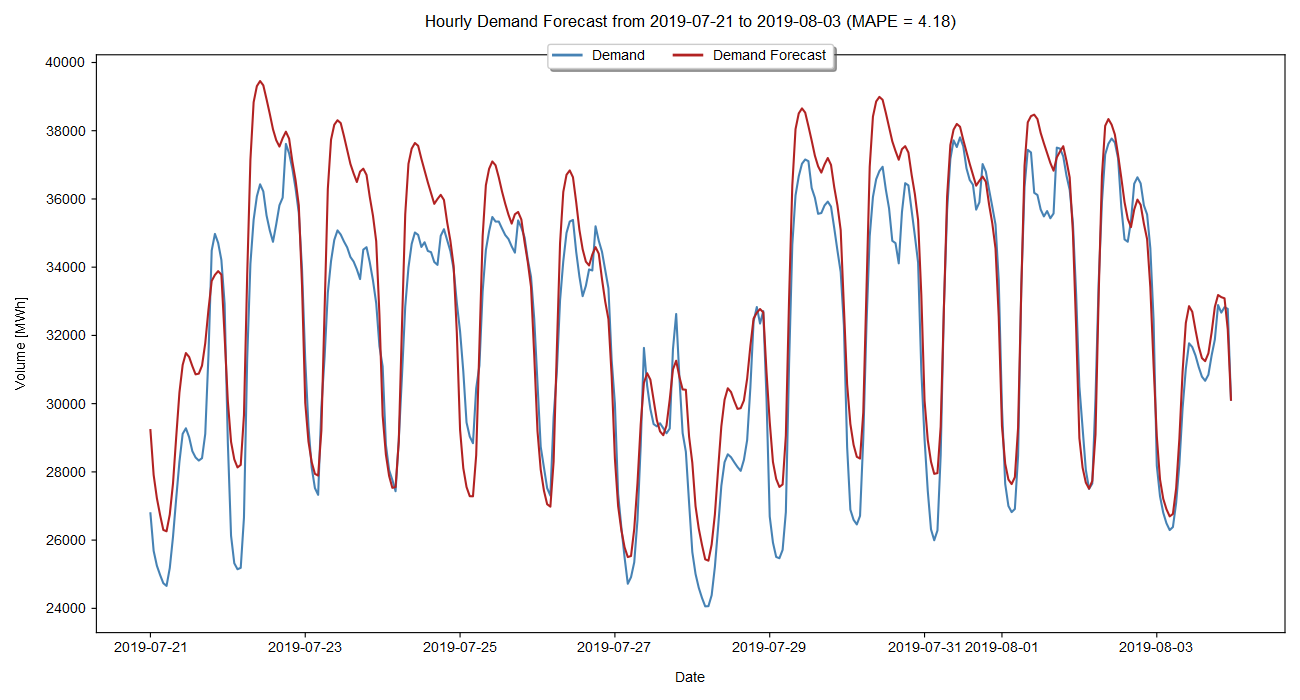 Hourly Demand Forecast from 2019-07-21 to 2019-08-03 (MAPE = 4.18)
Demand Demand Forecast
40000
38000
36000
34000
32000
30000
28000
26000
24000
Volume [MWh]
2019-07-21 2019-07-23 2019-07-25 2019-07-27 2019-07-29 2019-07-31 2019-08-01 2019-08-03
Date